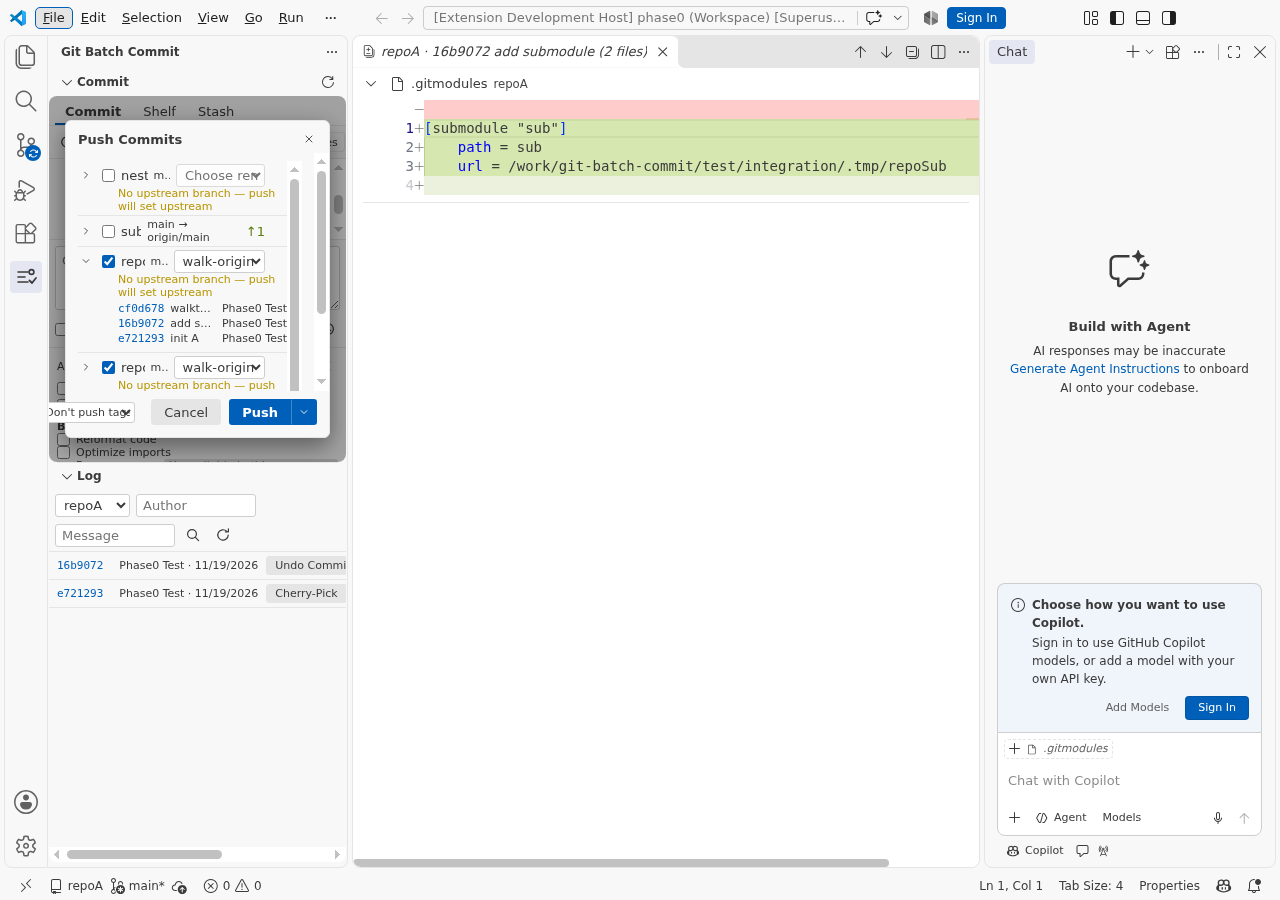 File Edit Selection View Go Run ···
[Extension Development Host] phase0 (Workspace) [Superus...
Sign In
Git Batch Commit
Commit
Commit Shelf Stash
Push Commits
nest m.. Choose rem
No upstream branch — push
will set upstream
sub main →
origin/main ↑1
repo m.. walk-origin
No upstream branch — push
will set upstream
cf0d678 walkt... Phase0 Test
16b9072 add s... Phase0 Test
e721293 init A Phase0 Test
repo m.. walk-origin
No upstream branch — push
Don't push tags Cancel Push
Reformat code
Optimize imports
Log
repoA Author
Message
16b9072 Phase0 Test · 11/19/2026 Undo Commi
e721293 Phase0 Test · 11/19/2026 Cherry-Pick
repoA · 16b9072 add submodule (2 files)
.gitmodules repoA
1+[submodule "sub"]
2+ path = sub
3+ url = /work/git-batch-commit/test/integration/.tmp/repoSub
4+
Chat
Build with Agent
AI responses may be inaccurate
Generate Agent Instructions to onboard
AI onto your codebase.
Choose how you want to use
Copilot.
Sign in to use GitHub Copilot
models, or add a model with your
own API key.
Add Models Sign In
.gitmodules
Chat with Copilot
Agent Models
Copilot
repoA main* 0 0
Ln 1, Col 1 Tab Size: 4 Properties